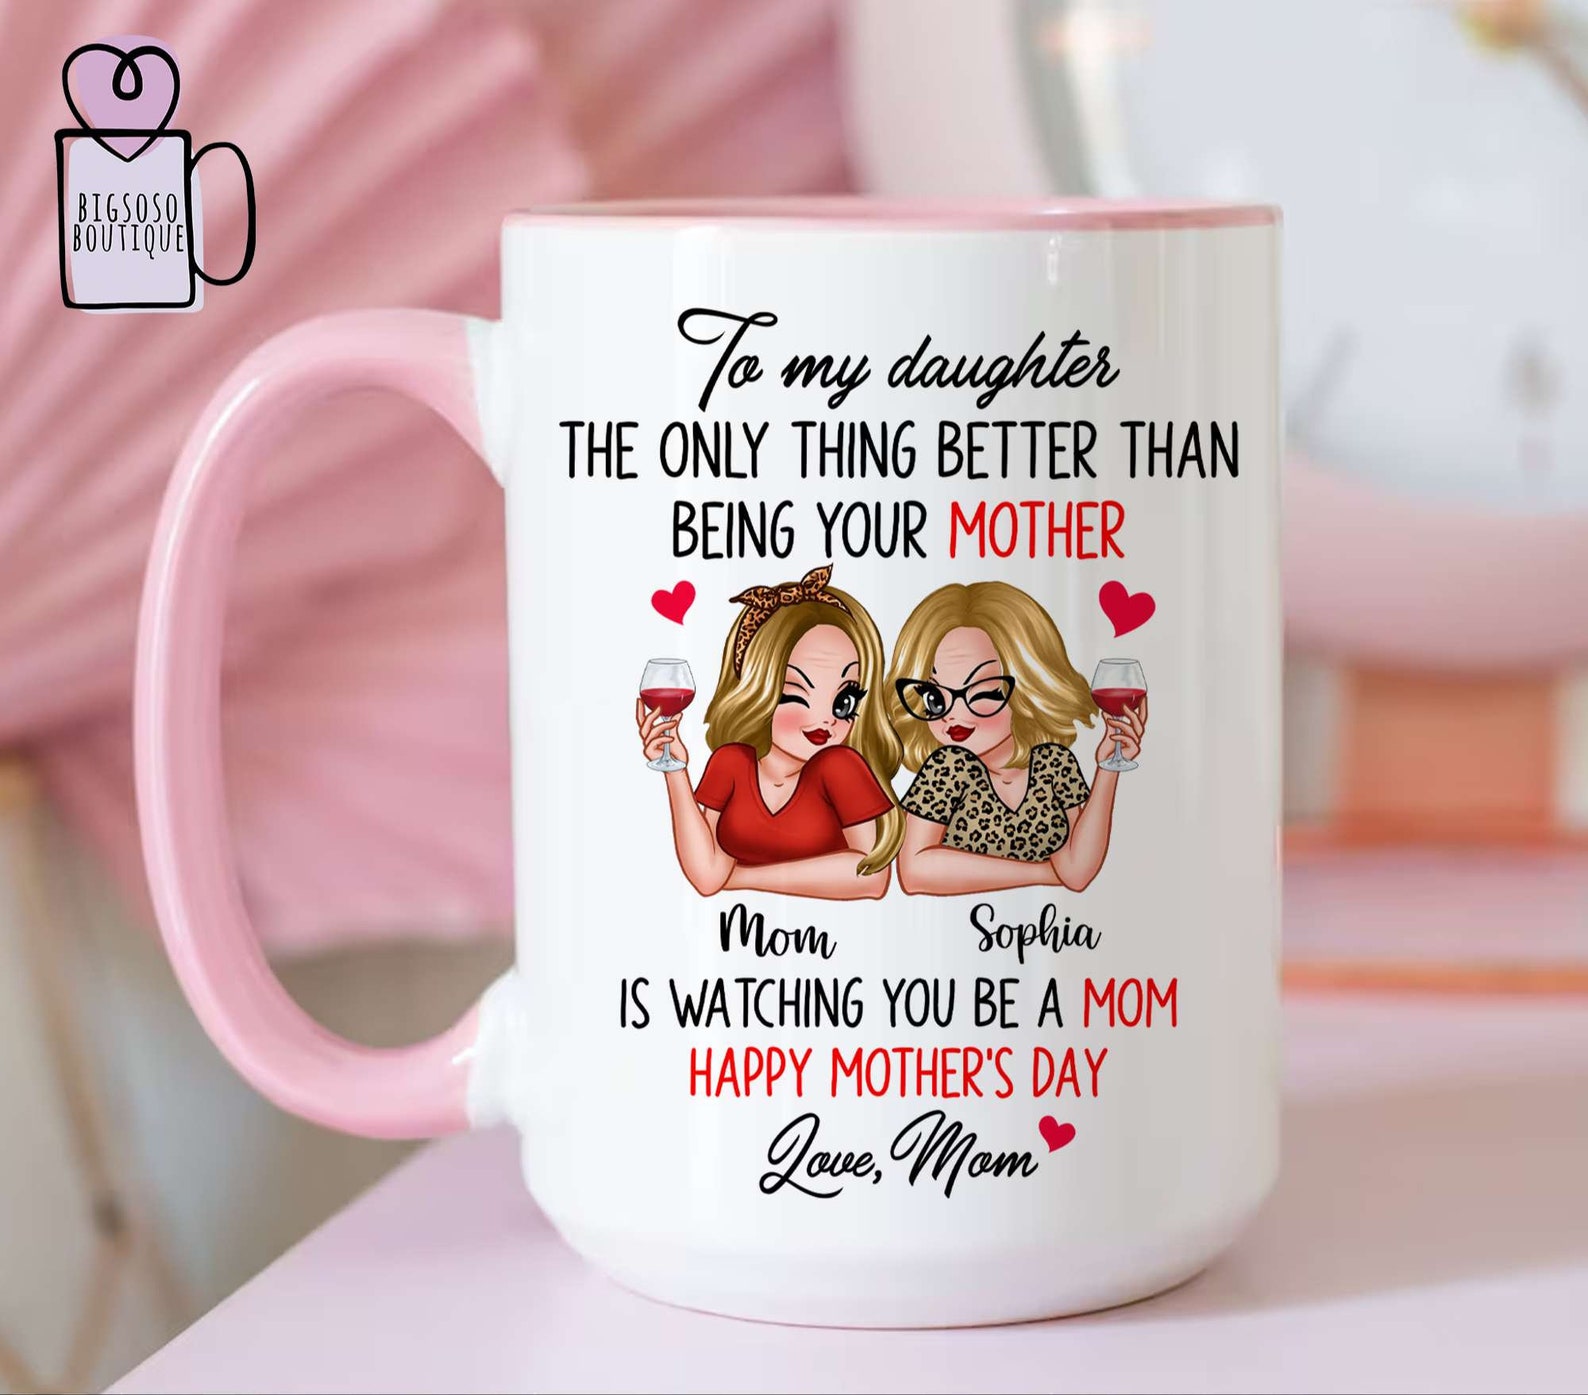 BIGSOSO
BOUTIQUE
To my daughter
THE ONLY THING BETTER THAN
BEING YOUR MOTHER
Mom Sophia
IS WATCHING YOU BE A MOM
HAPPY MOTHER'S DAY
Love, Mom